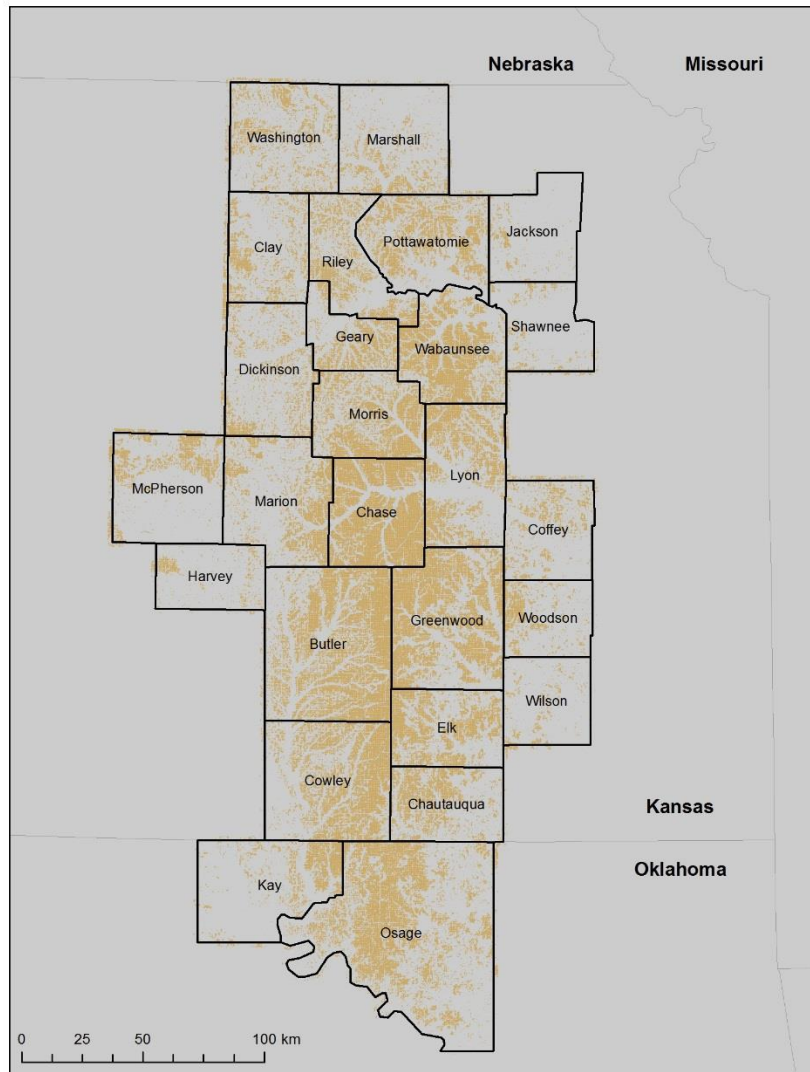 Nebraska
Missouri
Washington
Marshall
Clay
Riley
Pottawatomie
Jackson
Geary
Wabaunsee
Shawnee
Dickinson
Morris
McPherson
Marion
Lyon
Chase
Coffey
Harvey
Butler
Greenwood
Woodson
Wilson
Elk
Cowley
Chautauqua
Kansas
Oklahoma
Kay
Osage
0 25 50 100 km